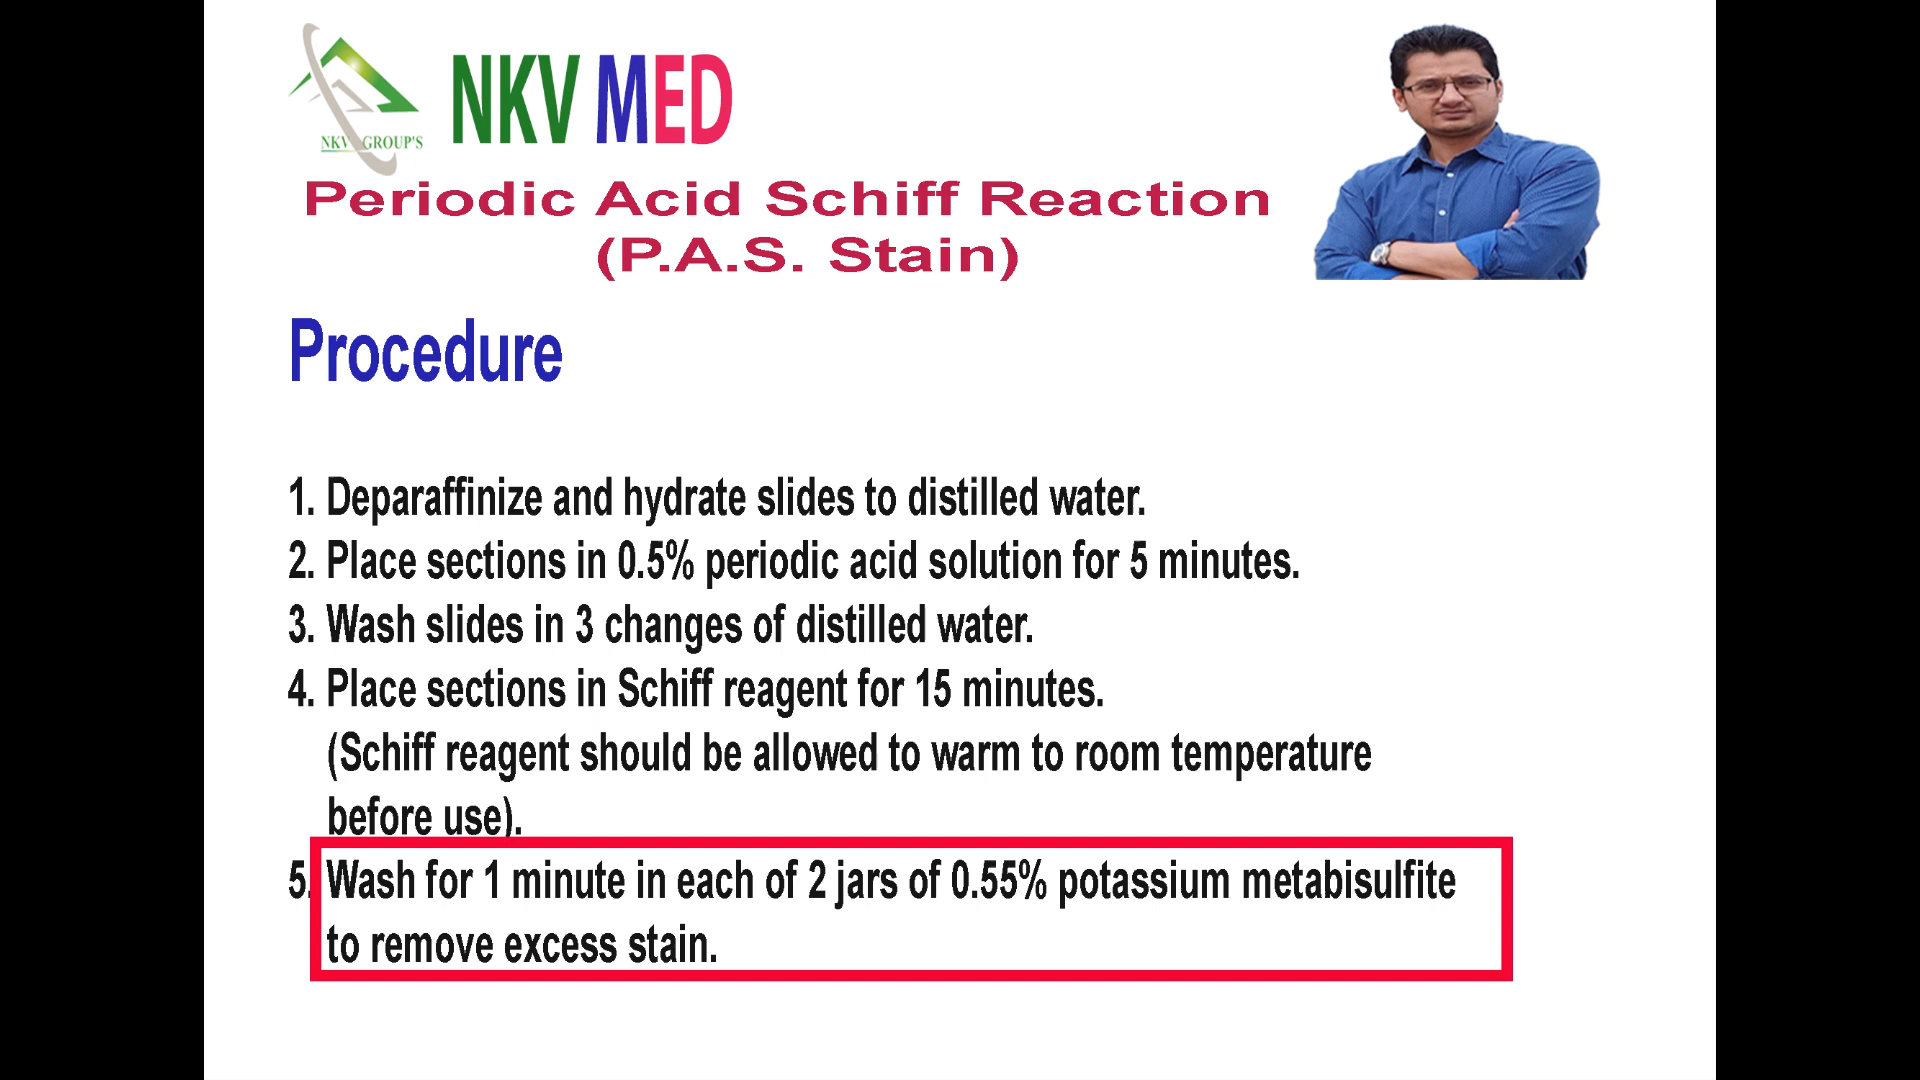 NKV GROUP'S
NKV MED
Periodic Acid Schiff Reaction
(P.A.S. Stain)
Procedure
1. Deparaffinize and hydrate slides to distilled water.
2. Place sections in 0.5% periodic acid solution for 5 minutes.
3. Wash slides in 3 changes of distilled water.
4. Place sections in Schiff reagent for 15 minutes.
(Schiff reagent should be allowed to warm to room temperature
before use).
5. Wash for 1 minute in each of 2 jars of 0.55% potassium metabisulfite
to remove excess stain.